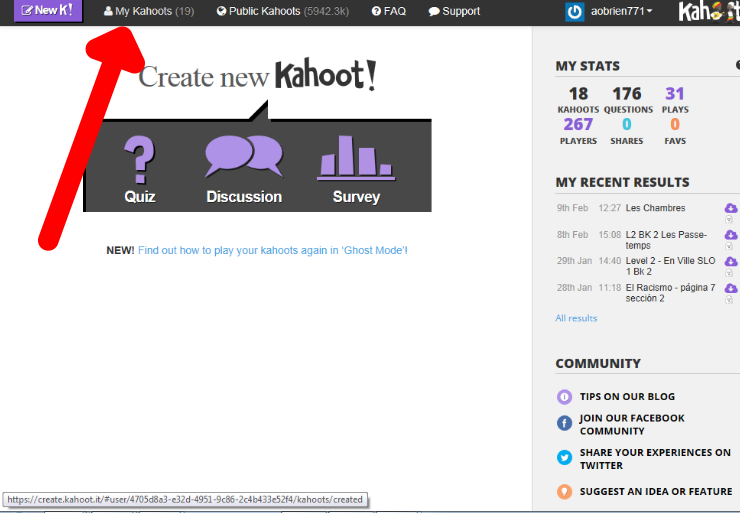 New K!
My Kahoots (19)
Public Kahoots (5942.3k)
FAQ
Support
aobrien771
Kahoot
Create new Kahoot!
Quiz
Discussion
Survey
NEW! Find out how to play your kahoots again in 'Ghost Mode'!
MY STATS
18 176 31
KAHOOTS QUESTIONS PLAYS
267 0 0
PLAYERS SHARES FAVS
MY RECENT RESULTS
9th Feb 12:27 Les Chambres
8th Feb 15:08 L2 BK 2 Les Passe-
temps
29th Jan 14:40 Level 2 - En Ville SLO
1 Bk 2
28th Jan 11:18 El Racismo - página 7
sección 2
All results
COMMUNITY
TIPS ON OUR BLOG
JOIN OUR FACEBOOK
COMMUNITY
SHARE YOUR EXPERIENCES ON
TWITTER
SUGGEST AN IDEA OR FEATURE
https://create.kahoot.it/#user/4705d8a3-e32d-4951-9c86-2c4b433e52f4/kahoots/created